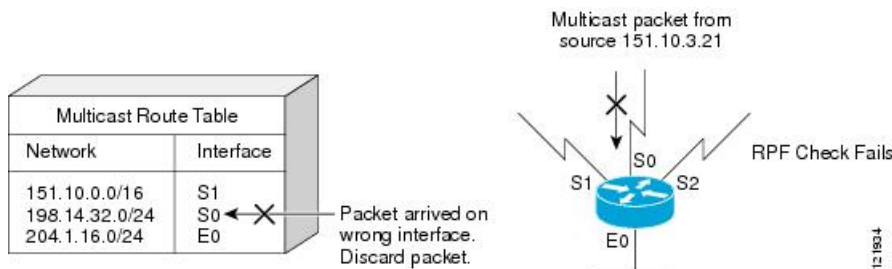 Multicast packet from
source 151.10.3.21
Multicast Route Table
Network Interface
151.10.0.0/16 S1
198.14.32.0/24 S0
204.1.16.0/24 E0
Packet arrived on
wrong interface.
Discard packet.
RPF Check Fails
S0
S1 S2
E0
121934